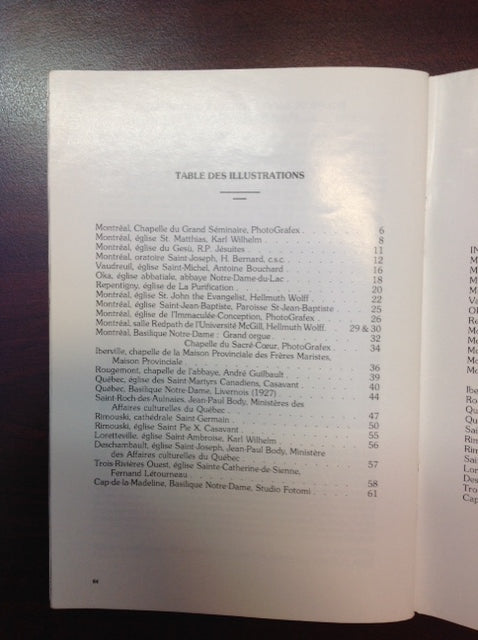 TABLE DES ILLUSTRATIONS
Montréal, Chapelle du Grand Séminaire, PhotoGrafex . . . . . 6
Montréal, église St. Matthias, Karl Wilhelm . . . . . 8
Montréal, église du Gesù, R.P. Jésuites . . . . . 11
Montréal, oratoire Saint-Joseph, H. Bernard, c.s.c. . . . . . 12
Vaudreuil, église Saint-Michel, Antoine Bouchard . . . . . 16
Oka, église abbatiale, abbaye Notre-Dame-du-Lac . . . . . 18
Repentigny, église de La Purification . . . . . 20
Montréal, église St. John the Evangelist, Hellmuth Wolff . . . . . 22
Montréal, église Saint-Jean-Baptiste, Paroisse St-Jean-Baptiste . . . . . 25
Montréal, église de l'Immaculée-Conception, PhotoGrafex . . . . . 26
Montréal, salle Redpath de l'Université McGill, Hellmuth Wolff. 29 & 30
Montréal, Basilique Notre-Dame : Grand orgue . . . . . 32
Chapelle du Sacré-Cœur, PhotoGrafex . . . . . 34
Iberville, chapelle de la Maison Provinciale des Frères Maristes,
Maison Provinciale . . . . . 36
Rougemont, chapelle de l'abbaye, André Guilbault . . . . . 39
Québec, église des Saint-Martyrs Canadiens, Casavant . . . . . 40
Québec, Basilique Notre-Dame, Livernois (1927) . . . . . 44
Saint-Roch-des-Aulnaies, Jean-Paul Body, Ministères des
Affaires culturelles du Québec . . . . . 47
Rimouski, cathédrale Saint-Germain . . . . . 50
Rimouski, église Saint Pie X, Casavant . . . . . 55
Loretteville, église Saint-Ambroise, Karl Wilhelm . . . . . 56
Deschambault, église Saint-Joseph, Jean-Paul Body, Ministère
des Affaires culturelles du Québec . . . . . 57
Trois-Rivières Ouest, église Sainte-Catherine-de-Sienne,
Fernand Létourneau . . . . . 58
Cap de la Madeline, Basilique Notre-Dame, Studio Fotomi . . . . . 61
64